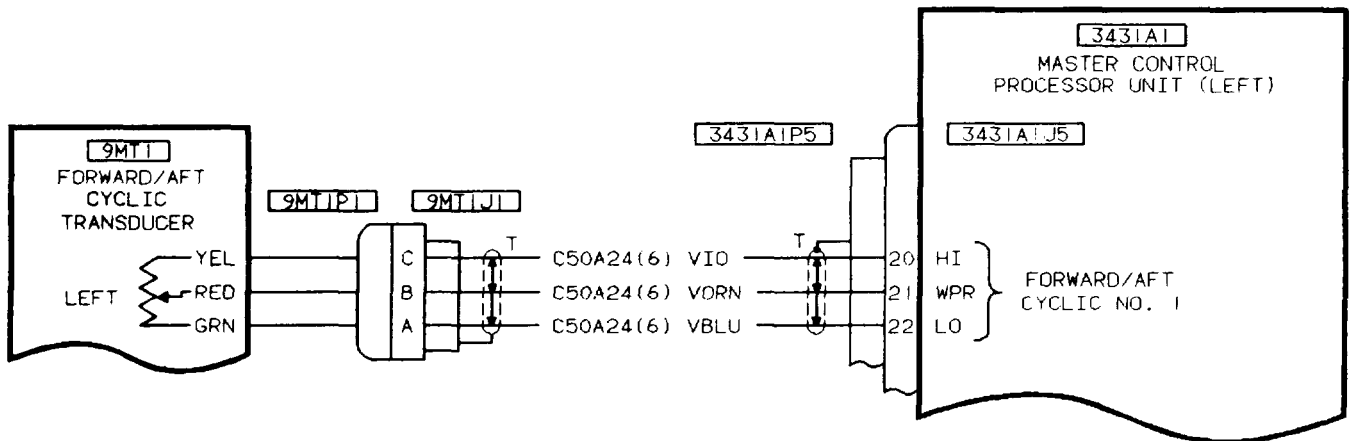 3431A1
MASTER CONTROL
PROCESSOR UNIT (LEFT)
3431A1P5
3431A1J5
9MT1
FORWARD/AFT
CYCLIC
TRANSDUCER
9MT1P1
9MT1J1
T
T
YEL
C
C50A24(6) VIO
20
HI
LEFT
RED
B
C50A24(6) VORN
21
WPR
FORWARD/AFT
CYCLIC NO. 1
GRN
A
C50A24(6) VBLU
22
LO